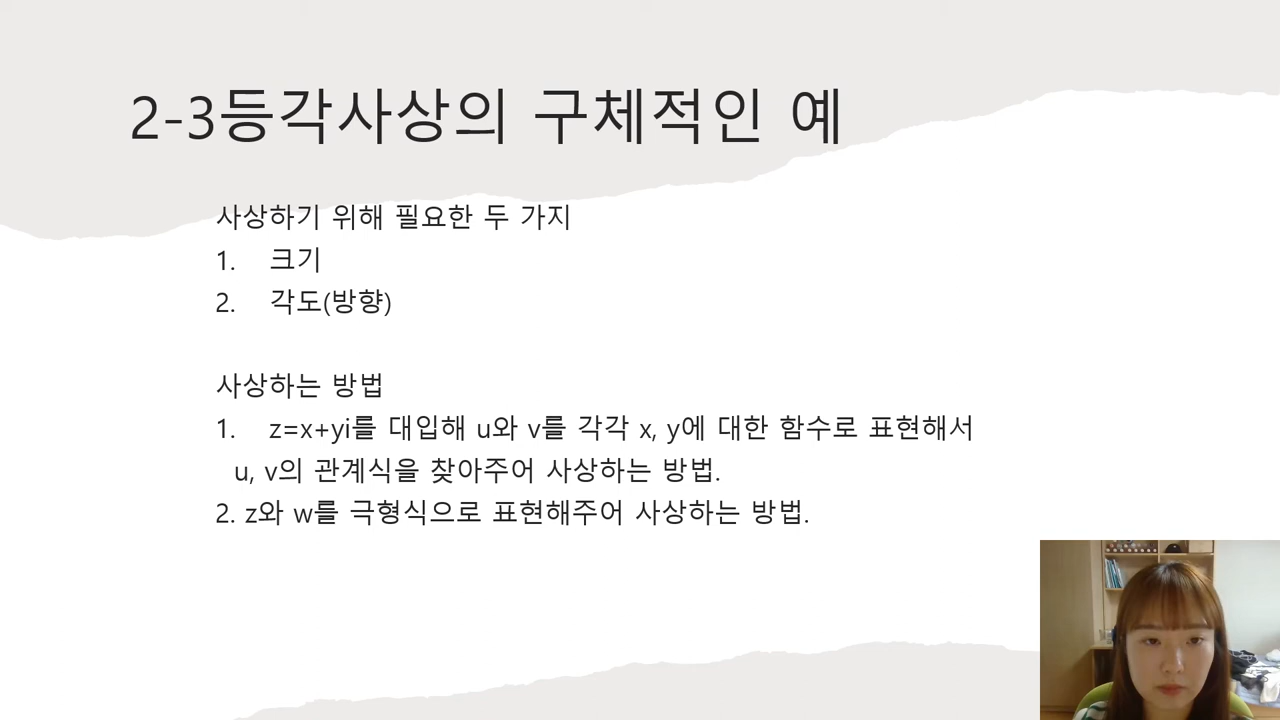 2-3등각사상의 구체적인 예
사상하기 위해 필요한 두 가지
1. 크기
2. 각도(방향)
사상하는 방법
1. z=x+yi를 대입해 u와 v를 각각 x, y에 대한 함수로 표현해서
u, v의 관계식을 찾아주어 사상하는 방법.
2. z와 w를 극형식으로 표현해주어 사상하는 방법.